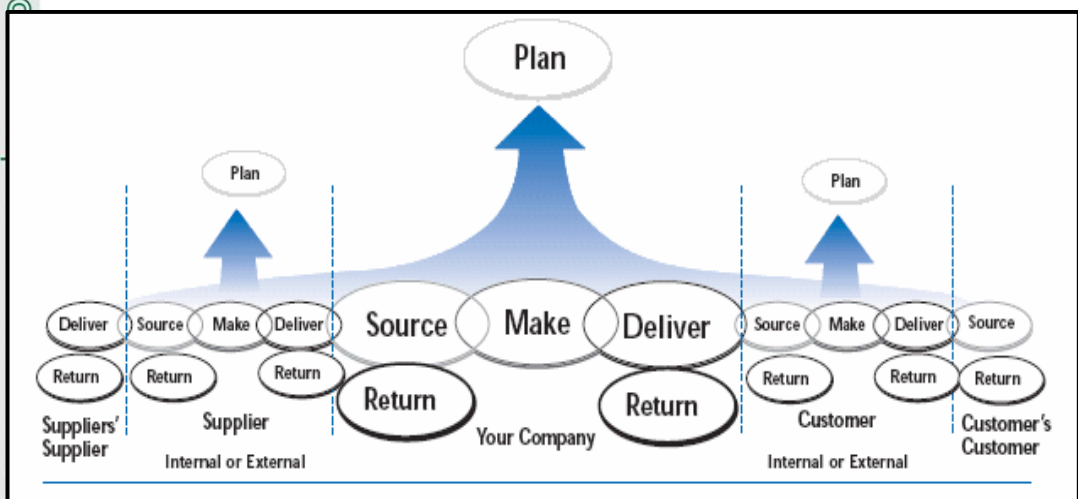 Plan
Plan
Plan
Deliver
Source
Make
Deliver
Source
Make
Deliver
Source
Make
Deliver
Source
Return
Return
Return
Return
Return
Return
Return
Return
Suppliers'
Supplier
Supplier
Internal or External
Your Company
Customer
Internal or External
Customer's
Customer